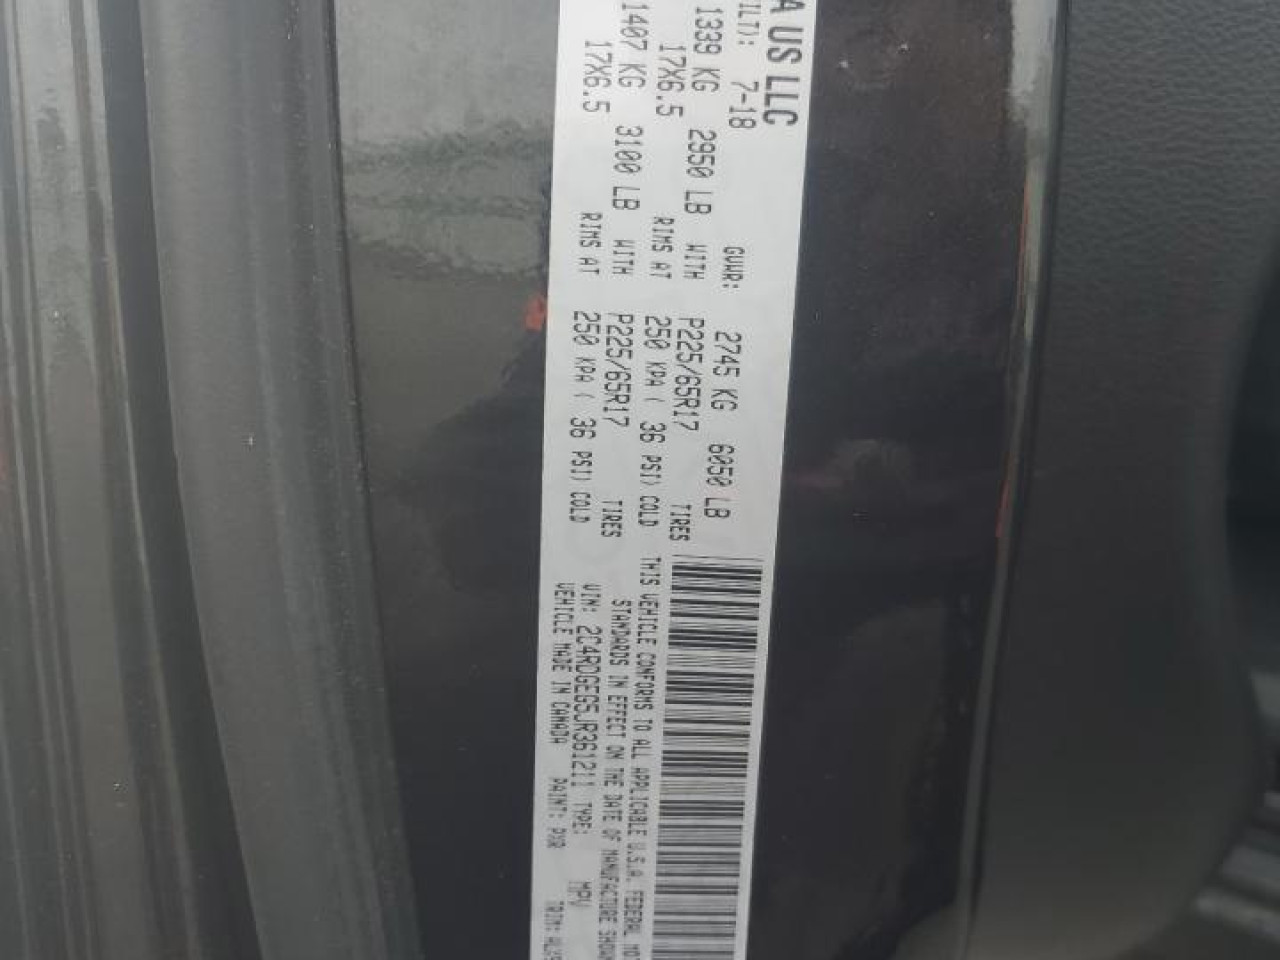 A US LLC
ILT): 7-18 GVWR: 2745 KG 6050 LB
1339 KG 2950 LB WITH P225/65R17 TIRES
17X6.5 RIMS AT 250 KPA ( 36 PSI) COLD
1407 KG 3100 LB WITH P225/65R17 TIRES
17X6.5 RIMS AT 250 KPA ( 36 PSI) COLD
THIS VEHICLE CONFORMS TO ALL APPLICABLE U.S.A. FEDERAL MOT
STANDARDS IN EFFECT ON THE DATE OF MANUFACTURE SHOWN
VIN: 2C4RDGEG5JR361211 TYPE: MPV
VEHICLE MADE IN CANADA PAINT: PXR TRIM: